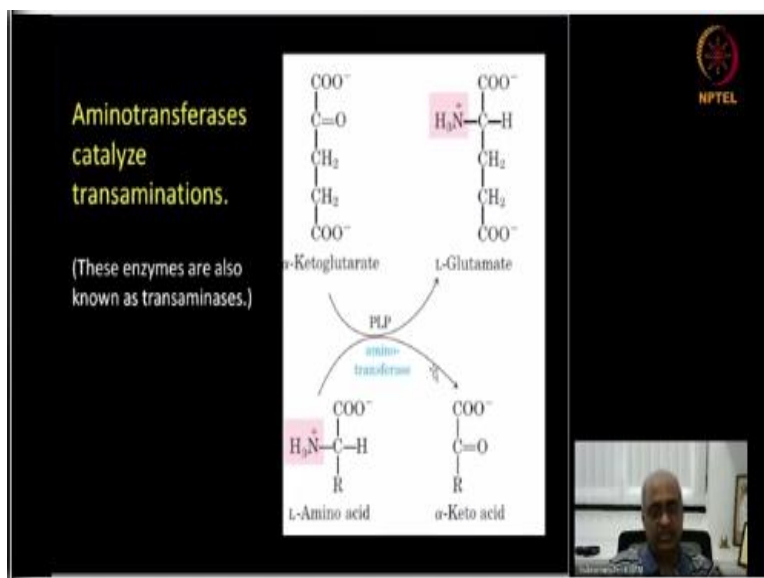 NPTEL
Aminotransferases
catalyze
transaminations.
(These enzymes are also
known as transaminases.)
COO⁻ COO⁻
C=O H₃N⁺—C—H
CH₂ CH₂
CH₂ CH₂
COO⁻ COO⁻
α-Ketoglutarate L-Glutamate
PLP
amino-
transferase
COO⁻ COO⁻
H₃N⁺—C—H C=O
R R
L-Amino acid α-Keto acid